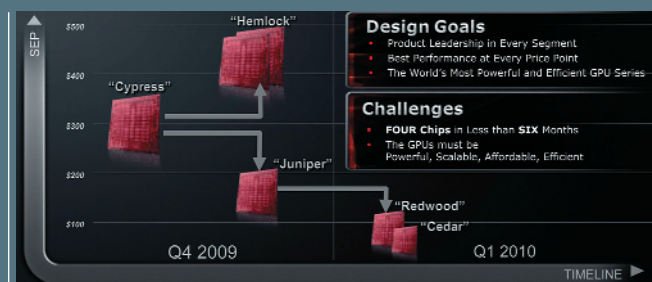 SEP
$500
$400
$300
$200
$100
"Hemlock"
"Cypress"
"Juniper"
"Redwood"
"Cedar"
Design Goals
Product Leadership in Every Segment
Best Performance at Every Price Point
The World's Most Powerful and Efficient GPU Series
Challenges
FOUR Chips in Less than SIX Months
The GPUs must be
Powerful, Scalable, Affordable, Efficient
Q4 2009
Q1 2010
TIMELINE